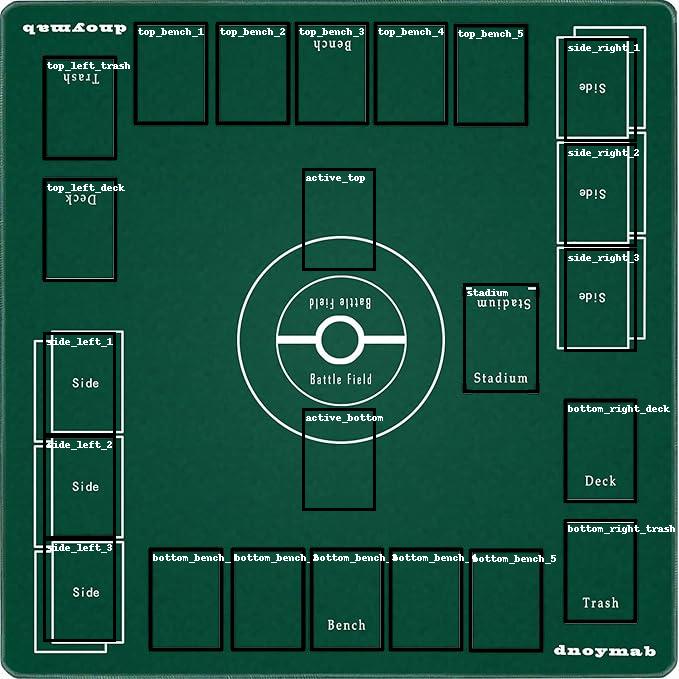 dnoymab
top_bench_1
top_bench_2
top_bench_3
top_bench_4
top_bench_5
Bench
top_left_trash
Trash
side_right_1
Side
side_right_2
Side
top_left_deck
Deck
active_top
side_right_3
Side
stadium
Stadium
Battle Field
side_left_1
Side
Battle Field
Stadium
active_bottom
bottom_right_deck
side_left_2
Side
Deck
bottom_right_trash
side_left_3
Side
bottom_bench_
bottom_bench_
bottom_bench_
bottom_bench_
bottom_bench_5
Trash
Bench
dnoymab